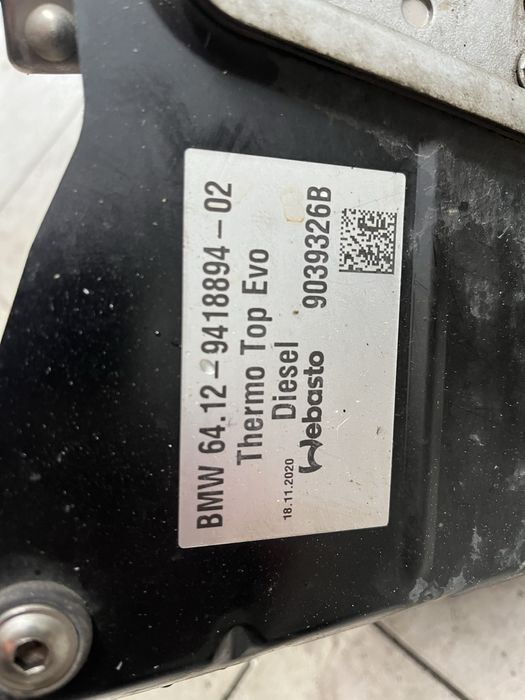 BMW 64.12-9418894-02
Thermo Top Evo
Diesel 9039326B
18.11.2020 Webasto